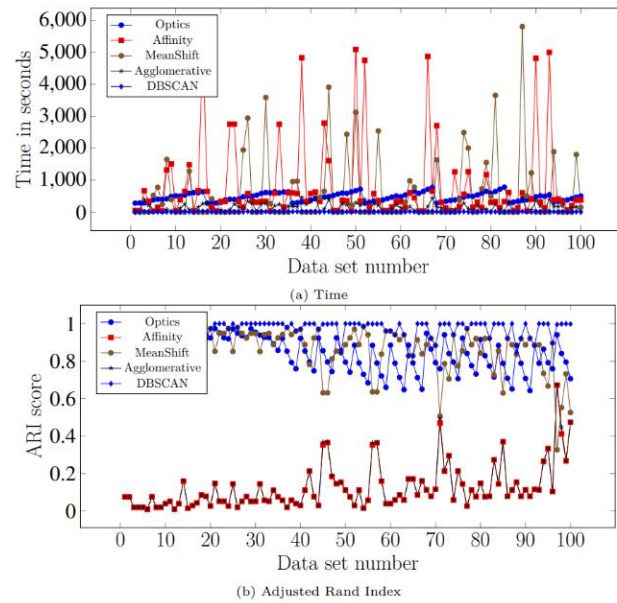 6,000
5,000
4,000
3,000
2,000
1,000
0
Time in seconds
Optics
Affinity
MeanShift
Agglomerative
DBSCAN
0 10 20 30 40 50 60 70 80 90 100
Data set number
(a) Time
1
0.8
0.6
0.4
0.2
0
ARI score
Optics
Affinity
MeanShift
Agglomerative
DBSCAN
0 10 20 30 40 50 60 70 80 90 100
Data set number
(b) Adjusted Rand Index